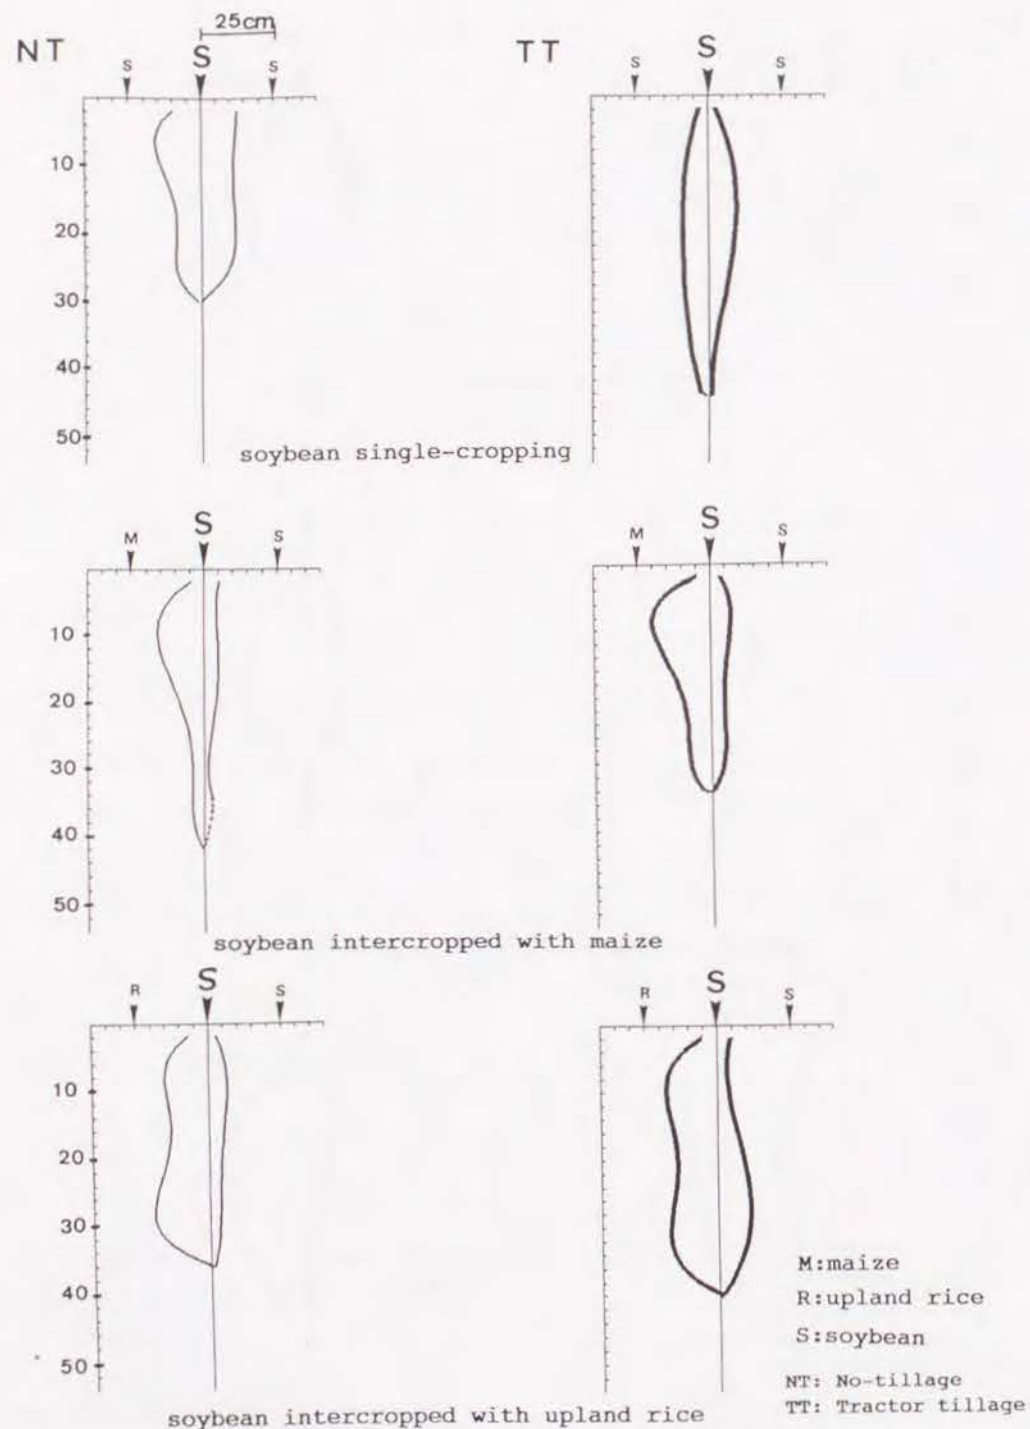 25cm
NT S TT S
S S S S
10
20
30
40
50
soybean single-cropping
S S
M S M S
10
20
30
40
50
soybean intercropped with maize
S S
R S R S
10
20
30
40
50
M:maize
R:upland rice
S:soybean
NT: No-tillage
TT: Tractor tillage
soybean intercropped with upland rice